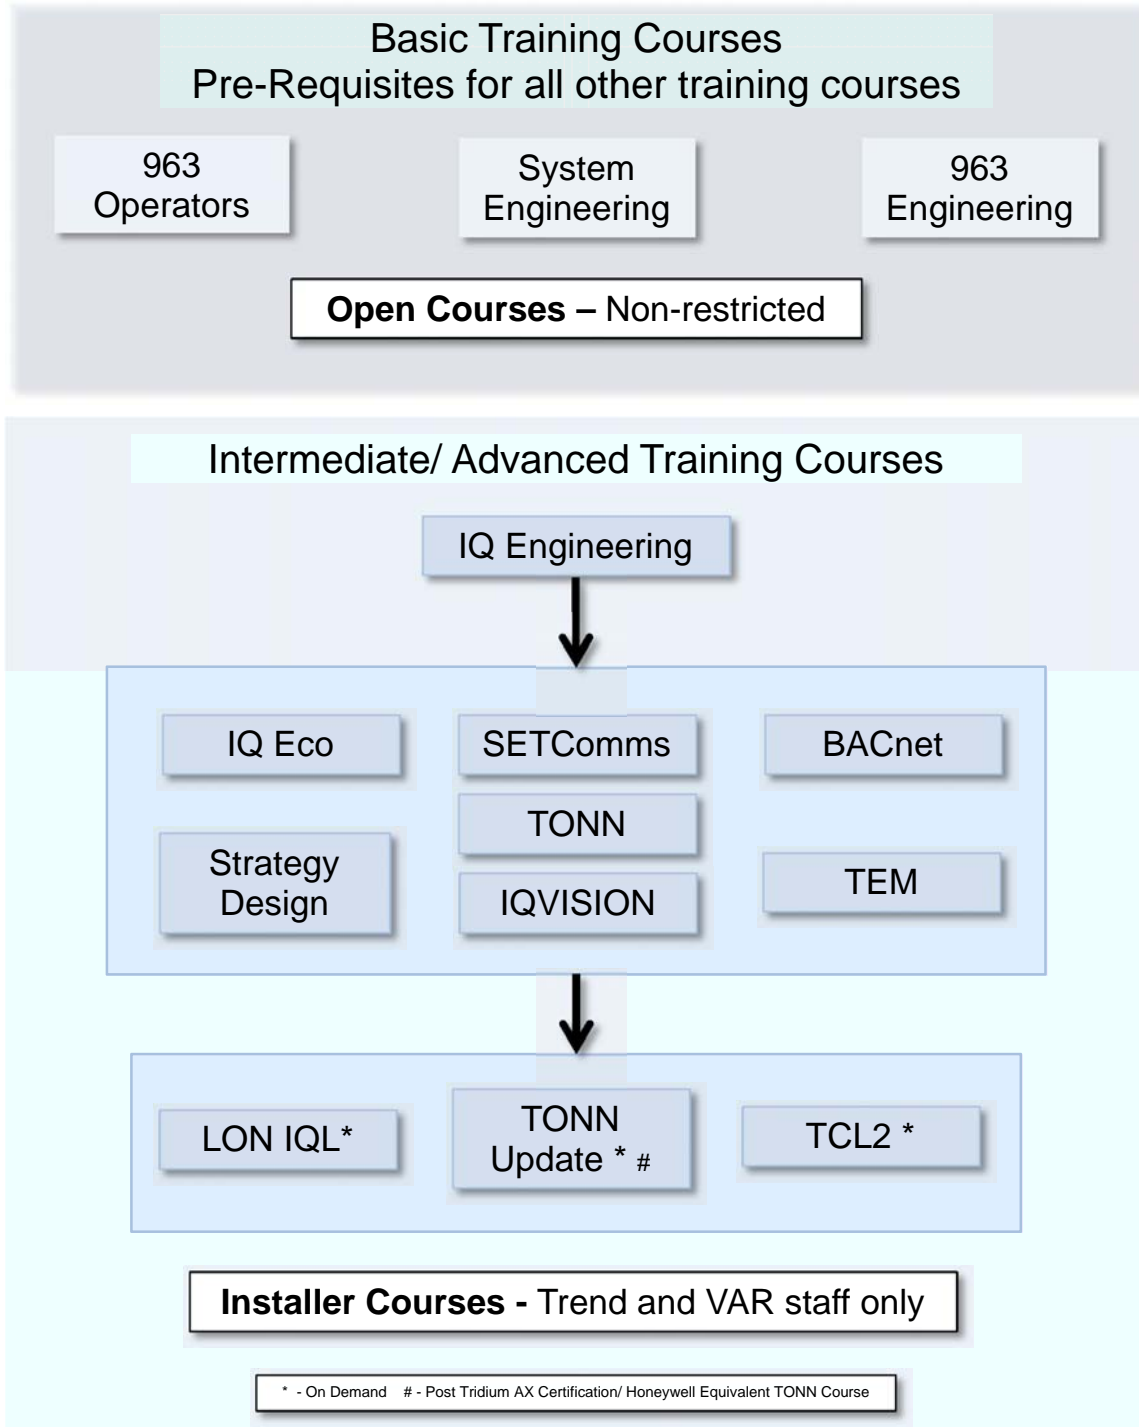 Basic Training Courses
Pre-Requisites for all other training courses
963
Operators
System
Engineering
963
Engineering
Open Courses – Non-restricted
Intermediate/ Advanced Training Courses
IQ Engineering
IQ Eco
SETComms
BACnet
TONN
Strategy
Design
IQVISION
TEM
LON IQL*
TONN
Update * #
TCL2 *
Installer Courses - Trend and VAR staff only
* - On Demand # - Post Tridium AX Certification/ Honeywell Equivalent TONN Course